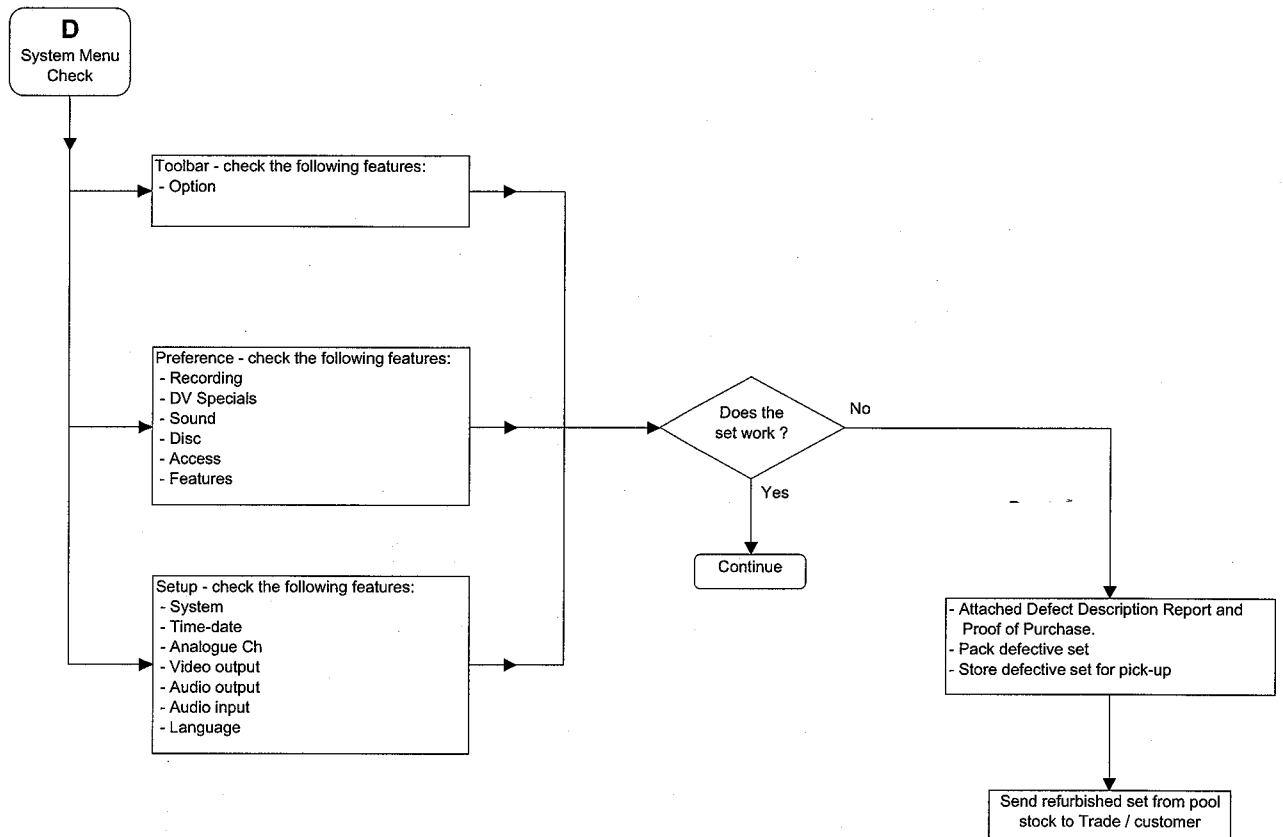 D
System Menu
Check
Toolbar - check the following features:
- Option
Preference - check the following features:
- Recording
- DV Specials
- Sound
- Disc
- Access
- Features
Setup - check the following features:
- System
- Time-date
- Analogue Ch
- Video output
- Audio output
- Audio input
- Language
Does the
set work ?
No
Yes
Continue
- Attached Defect Description Report and
Proof of Purchase.
- Pack defective set
- Store defective set for pick-up
Send refurbished set from pool
stock to Trade / customer